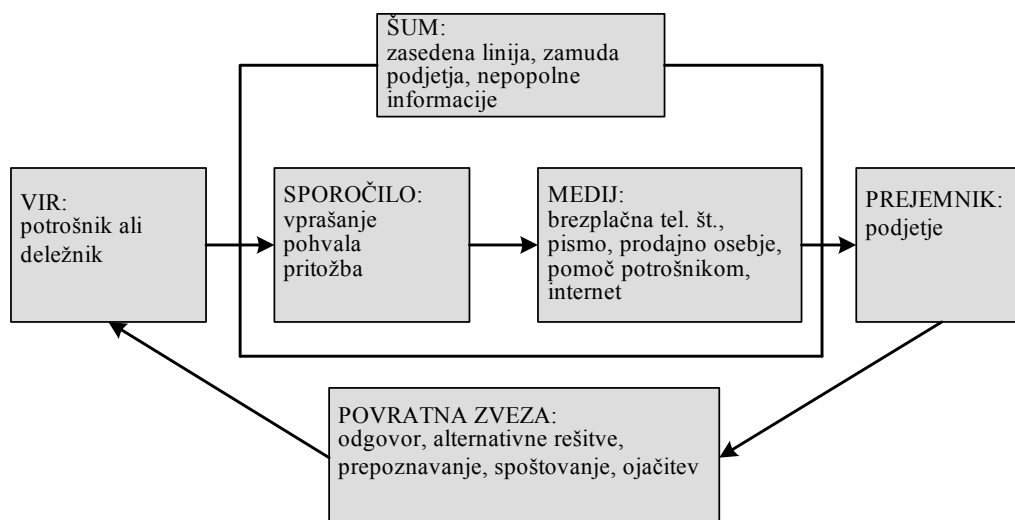 ŠUM:
zasedena linija, zamuda
podjetja, nepopolne
informacije
VIR:
potrošnik ali
deležnik
SPOROČILO:
vprašanje
pohvala
pritožba
MEDIJ:
brezplačna tel. št.,
pismo, prodajno osebje,
pomoč potrošnikom,
internet
PREJEMNIK:
podjetje
POVRATNA ZVEZA:
odgovor, alternativne rešitve,
prepoznavanje, spoštovanje, ojačitev